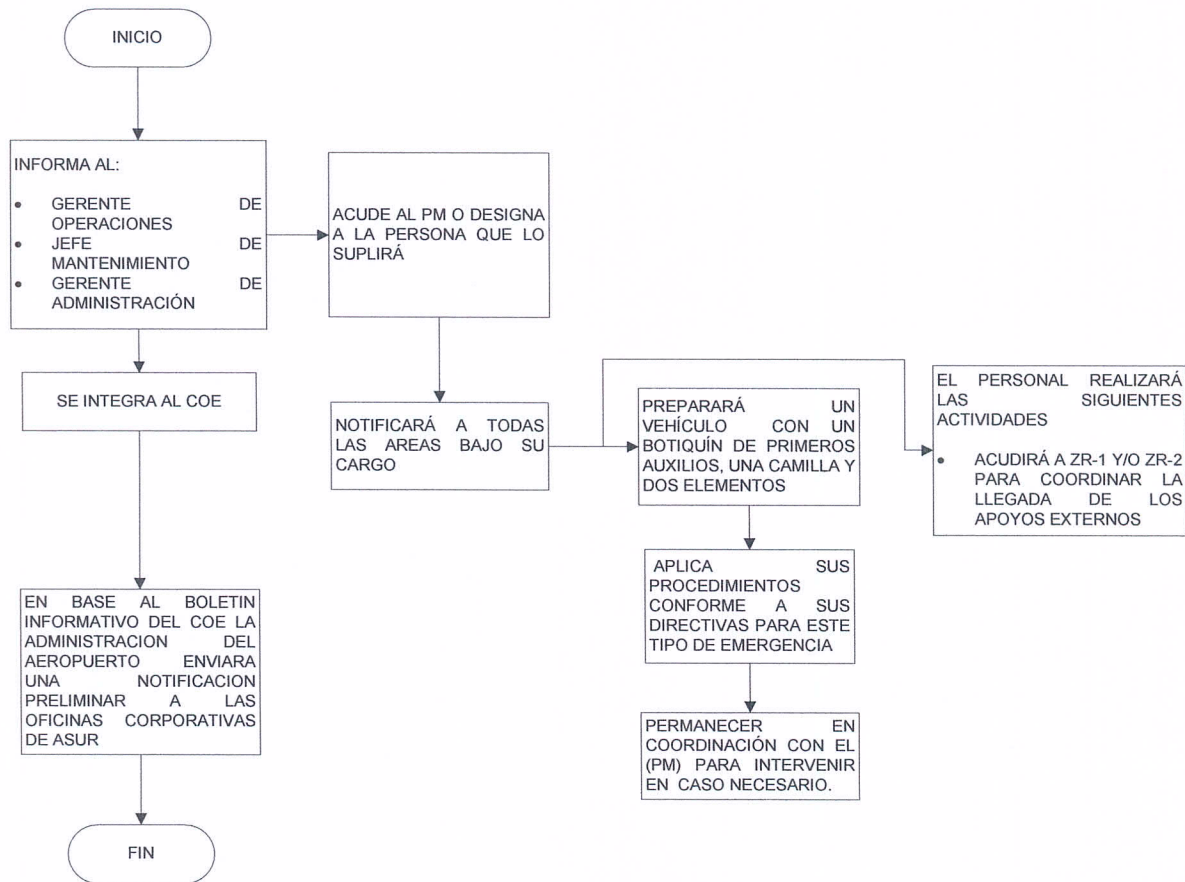 INICIO
INFORMA AL:
• GERENTE DE
OPERACIONES
• JEFE DE
MANTENIMIENTO
• GERENTE DE
ADMINISTRACIÓN
ACUDE AL PM O DESIGNA
A LA PERSONA QUE LO
SUPLIRÁ
SE INTEGRA AL COE
NOTIFICARÁ A TODAS
LAS AREAS BAJO SU
CARGO
PREPARARÁ UN
VEHÍCULO CON UN
BOTIQUÍN DE PRIMEROS
AUXILIOS, UNA CAMILLA Y
DOS ELEMENTOS
EL PERSONAL REALIZARÁ
LAS SIGUIENTES
ACTIVIDADES
• ACUDIRÁ A ZR-1 Y/O ZR-2
PARA COORDINAR LA
LLEGADA DE LOS
APOYOS EXTERNOS
APLICA SUS
PROCEDIMIENTOS
CONFORME A SUS
DIRECTIVAS PARA ESTE
TIPO DE EMERGENCIA
EN BASE AL BOLETIN
INFORMATIVO DEL COE LA
ADMINISTRACION DEL
AEROPUERTO ENVIARA
UNA NOTIFICACION
PRELIMINAR A LAS
OFICINAS CORPORATIVAS
DE ASUR
PERMANECER EN
COORDINACIÓN CON EL
(PM) PARA INTERVENIR
EN CASO NECESARIO.
FIN